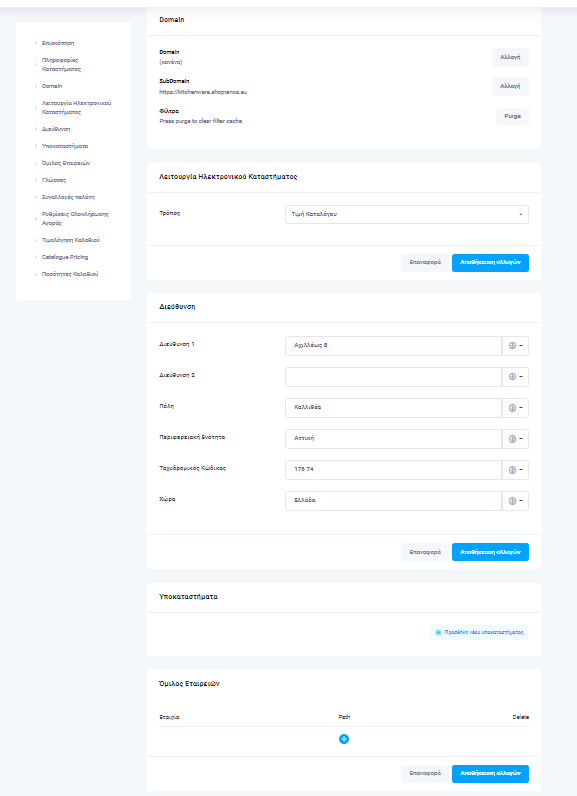 Επισκόπηση
Πληροφορίες
Καταστήματος
Domain
Λειτουργία Ηλεκτρονικού
Καταστήματος
Διεύθυνση
Υποκαταστήματα
Όμιλος Εταιρειών
Γλώσσες
Συναλλαγές πελάτη
Ρυθμίσεις Ολοκλήρωσης
Αγοράς
Τιμολόγηση Καλαθιού
Catalogue Pricing
Ποσότητες Καλαθιού
Domain
Domain
(κανένα)
Αλλαγή
SubDomain
https://kitchenware.shopranos.eu
Αλλαγή
Φίλτρα
Press purge to clear filter cache
Purge
Λειτουργία Ηλεκτρονικού Καταστήματος
Τρόπος
Τιμή Καταλόγου
Επαναφορά
Αποθήκευση αλλαγών
Διεύθυνση
Διεύθυνση 1
Αχιλλέως 8
Διεύθυνση 2
Πόλη
Καλλιθέα
Περιφερειακή Ενότητα
Αττική
Ταχυδρομικός Κώδικας
176 74
Χώρα
Ελλάδα
Επαναφορά
Αποθήκευση αλλαγών
Υποκαταστήματα
Προσθήκη νέου υποκαταστήματος
Όμιλος Εταιρειών
Εταιρία
Path
Delete
Επαναφορά
Αποθήκευση αλλαγών